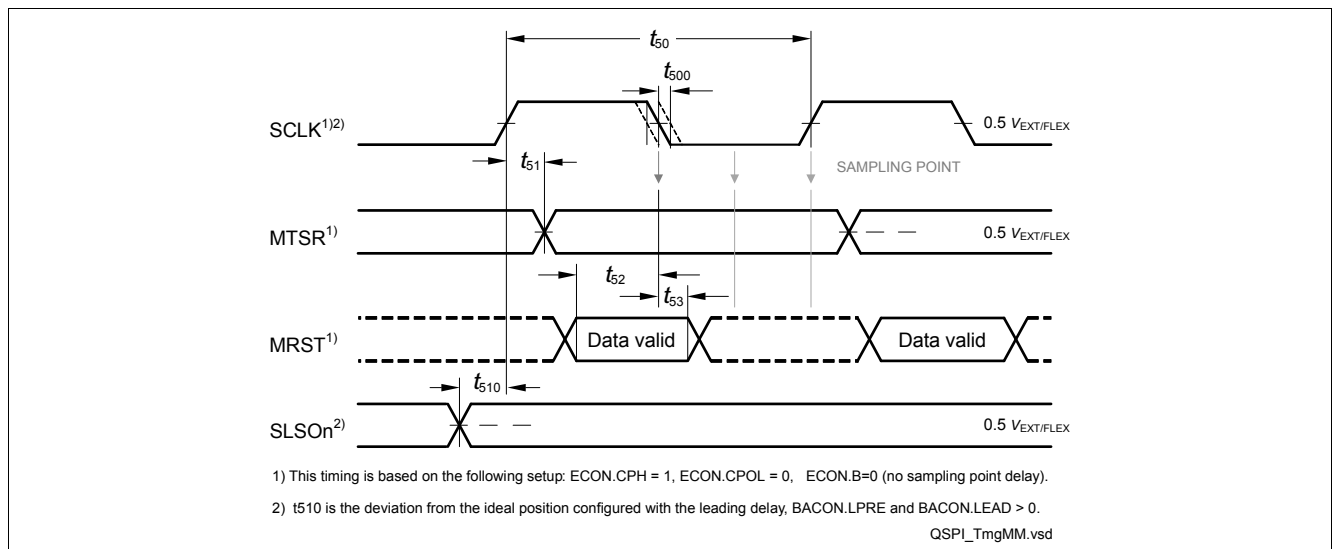 t50
t500
SCLK1)2)
0.5 VEXT/FLEX
t51
SAMPLING POINT
MTSR1)
0.5 VEXT/FLEX
t52
t53
MRST1)
Data valid
Data valid
t510
SLSOn2)
0.5 VEXT/FLEX
1) This timing is based on the following setup: ECON.CPH = 1, ECON.CPOL = 0, ECON.B=0 (no sampling point delay).
2) t510 is the deviation from the ideal position configured with the leading delay, BACON.LPRE and BACON.LEAD > 0.
QSPI_TmgMM.vsd